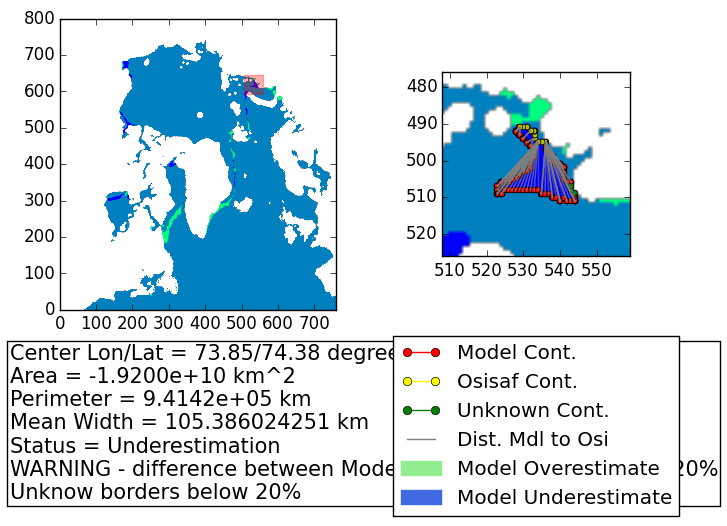 800
700
600
500
400
300
200
100
0
0 100 200 300 400 500 600 700
480
490
500
510
520
510 520 530 540 550
Center Lon/Lat = 73.85/74.38
Area = -1.9200e+10 km^2
Perimeter = 9.4142e+05 km
Mean Width = 105.386024251 km
Status = Underestimation
WARNING - difference between 20%
Unknow borders below 20%
Model Cont.
Osisaf Cont.
Unknown Cont.
Dist. Mdl to Osi
Model Overestimate
Model Underestimate